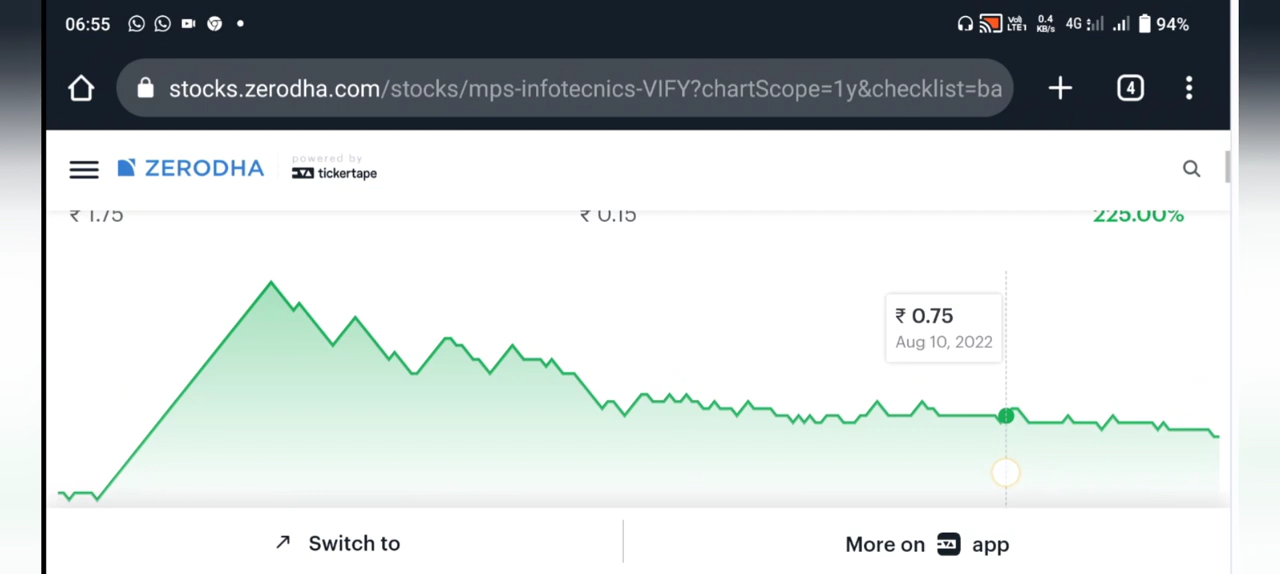 06:55
Vo))
LTE1
0.4
KB/s
4G
94%
stocks.zerodha.com/stocks/mps-infotecnics-VIFY?chartScope=1y&checklist=ba
4
ZERODHA
powered by
tickertape
₹ 1.75
₹ 0.15
225.00%
₹ 0.75
Aug 10, 2022
Switch to
More on app